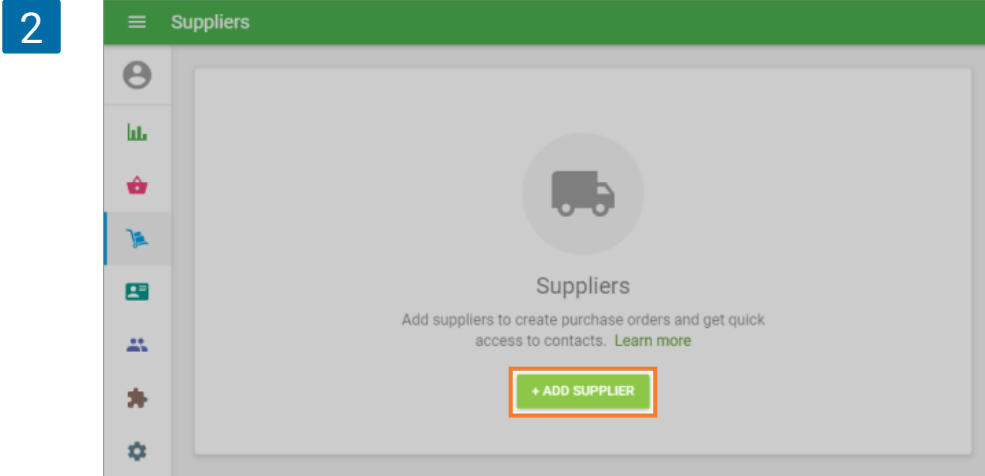 2
Suppliers
Suppliers
Add suppliers to create purchase orders and get quick
access to contacts. Learn more
+ ADD SUPPLIER